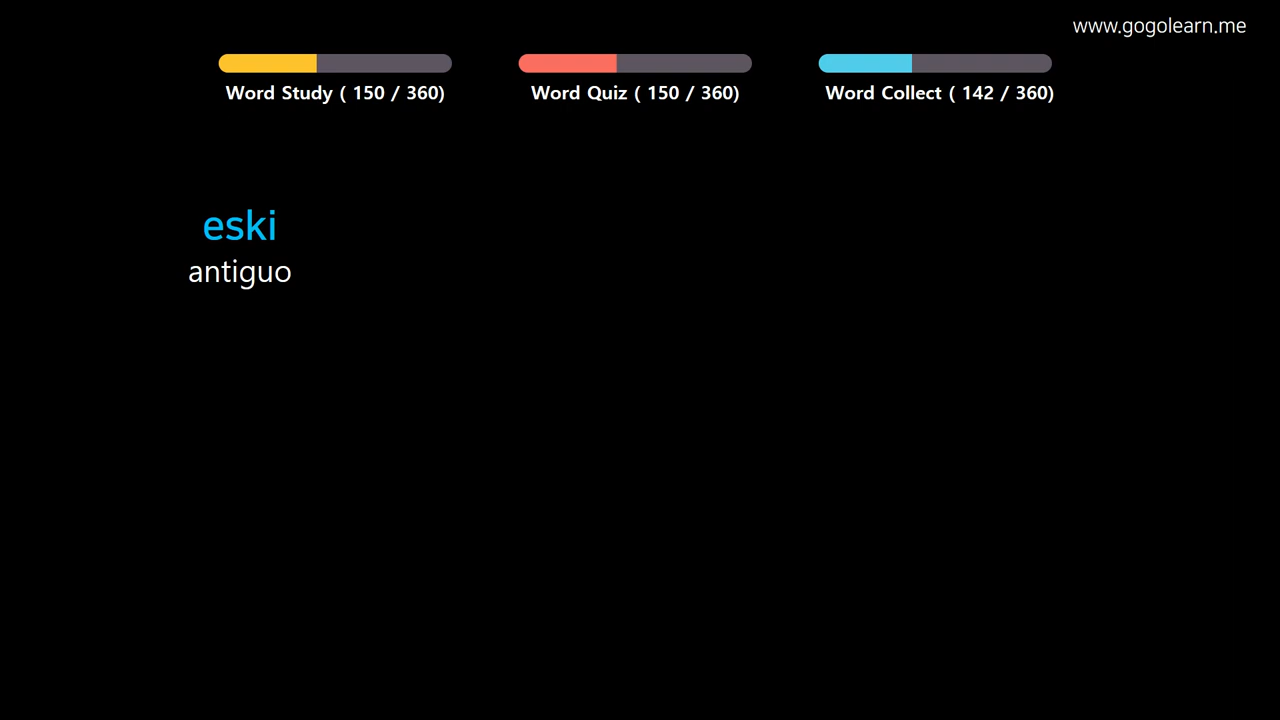 www.gogolearn.me
Word Study ( 150 / 360)
Word Quiz ( 150 / 360)
Word Collect ( 142 / 360)
eski
antiguo